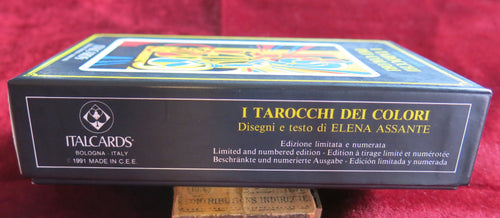 I TAROCCHI DEI COLORI
Disegni e testo di ELENA ASSANTE
Edizione limitata e numerata
Limited and numbered edition - Edition à tirage limité et numérotée
Beschränkte und numerierte Ausgabe - Edición limitada y numerada
ITALCARDS
BOLOGNA - ITALY
© 1991 MADE IN C.E.E.